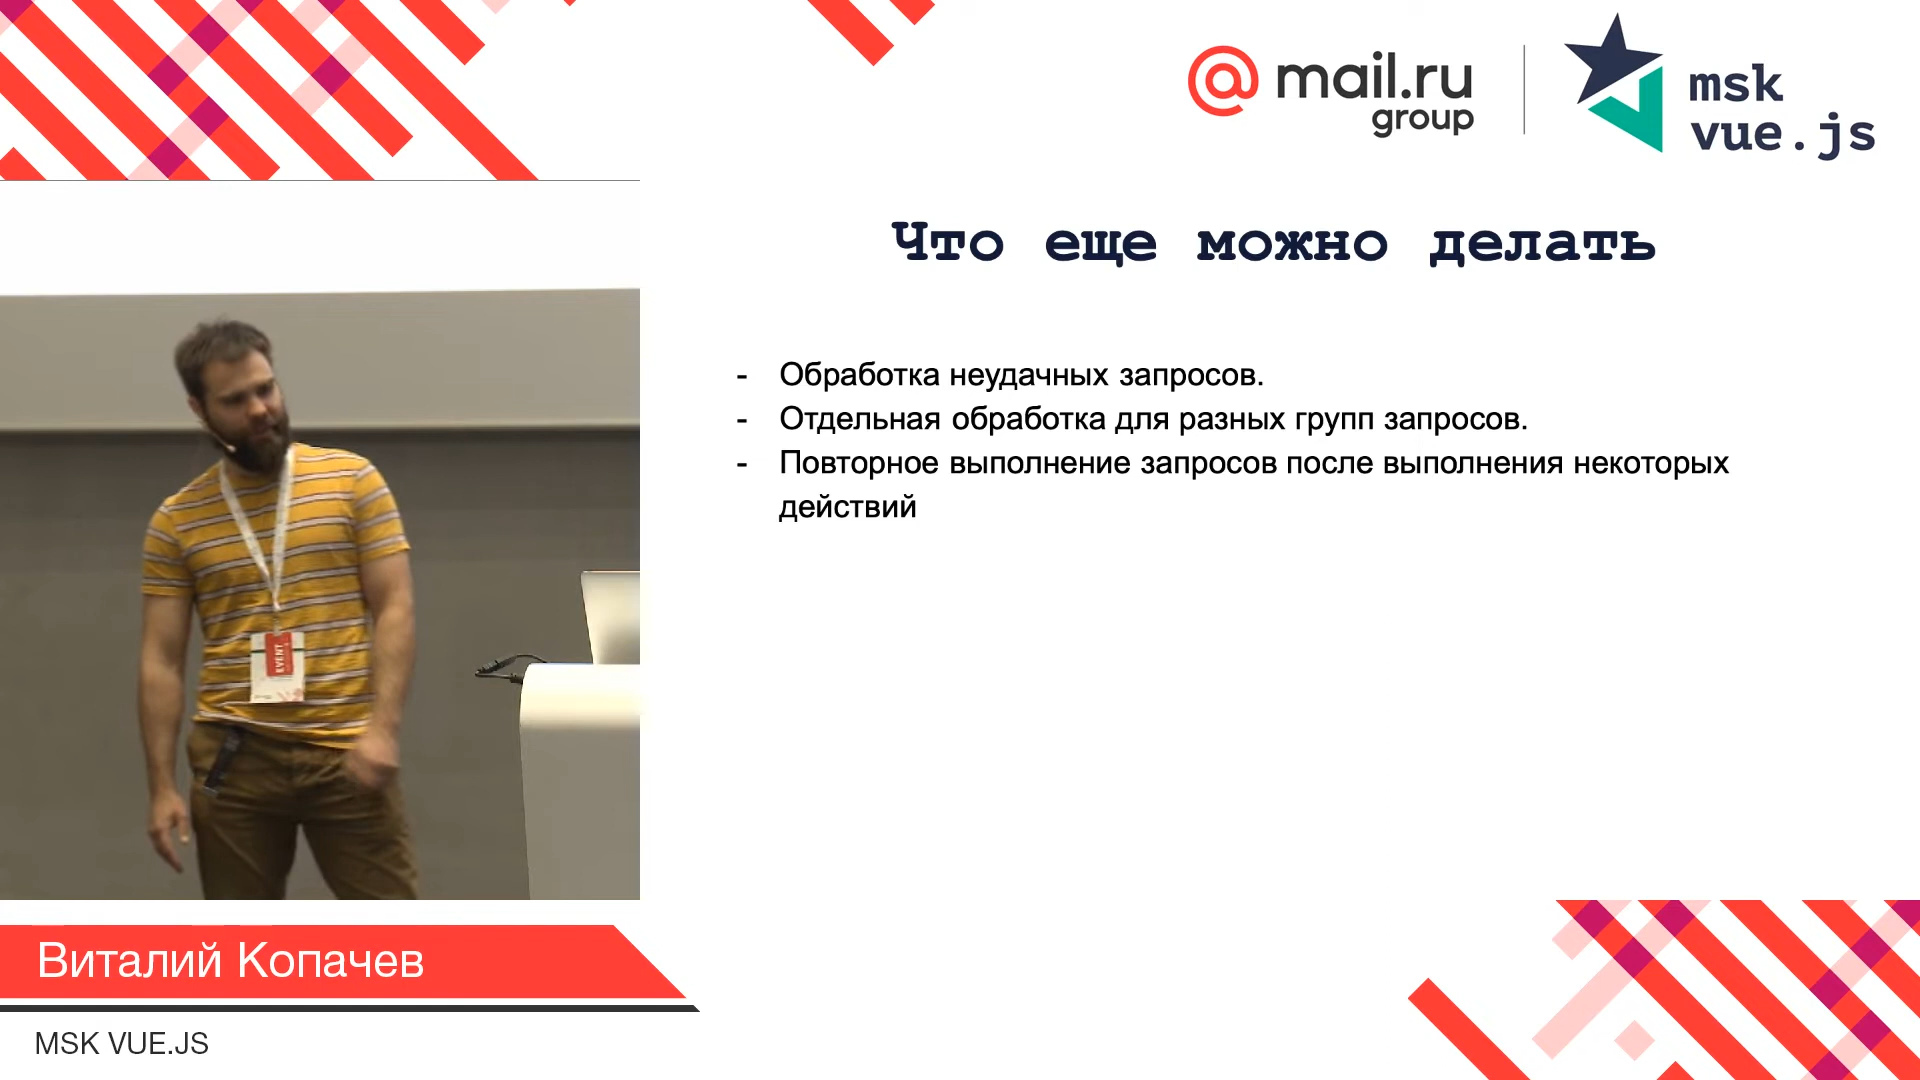 @mail.ru
group
msk
vue.js
Что еще можно делать
- Обработка неудачных запросов.
- Отдельная обработка для разных групп запросов.
- Повторное выполнение запросов после выполнения некоторых
действий
EVENT
Виталий Копачев
MSK VUE.JS